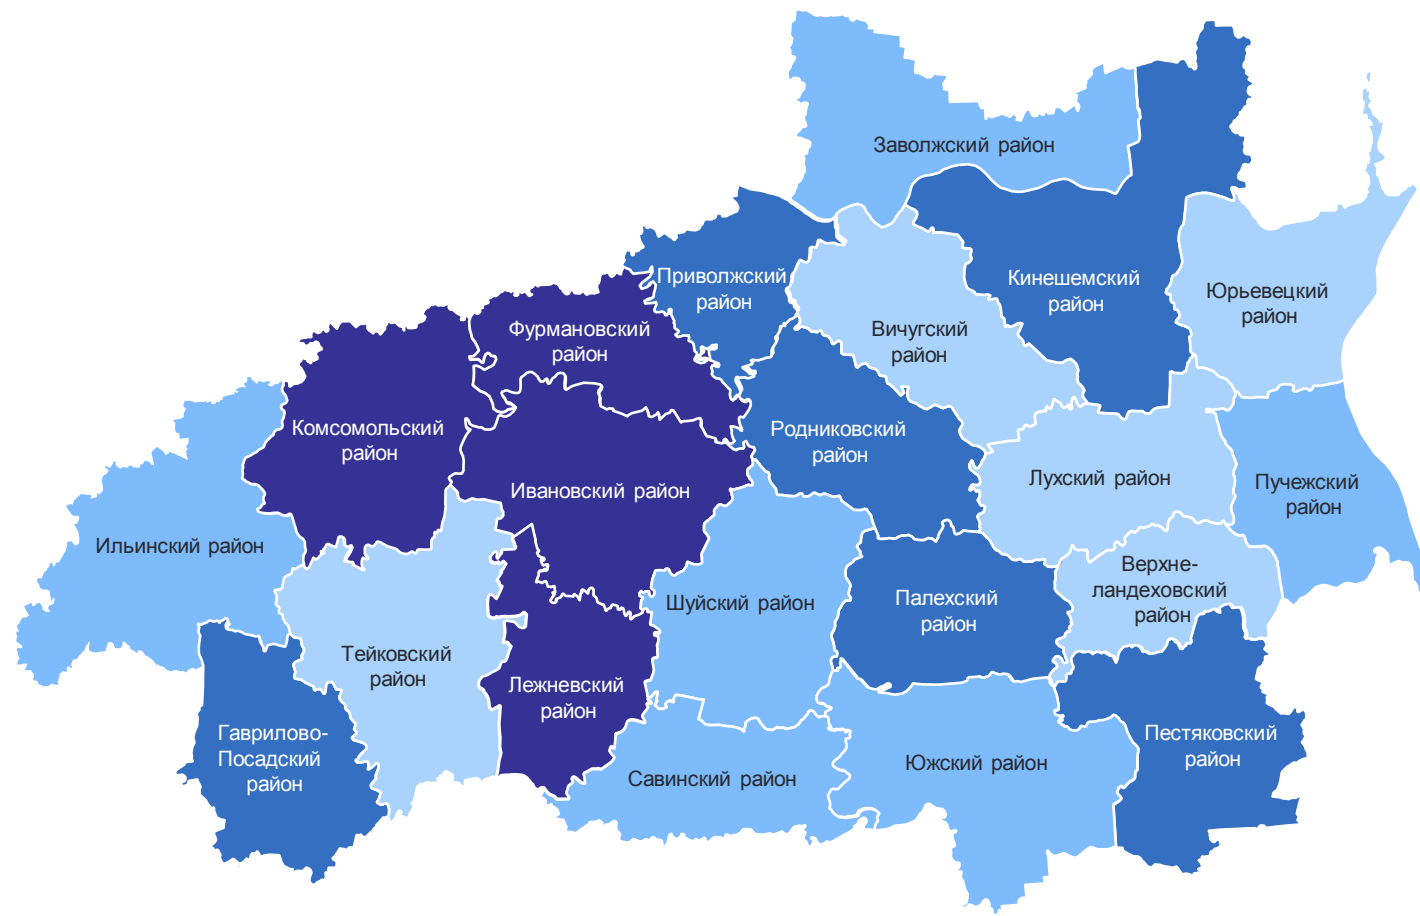 Заволжский район
Приволжский
район
Кинешемский
район
Юрьевецкий
район
Фурмановский
район
Вичугский
район
Комсомольский
район
Родниковский
район
Ивановский район
Лухский район
Пучежский
район
Ильинский район
Верхне-
ландеховский
район
Шуйский район
Палехский
район
Тейковский
район
Лежневский
район
Гаврилово-
Посадский
район
Савинский район
Южский район
Пестяковский
район